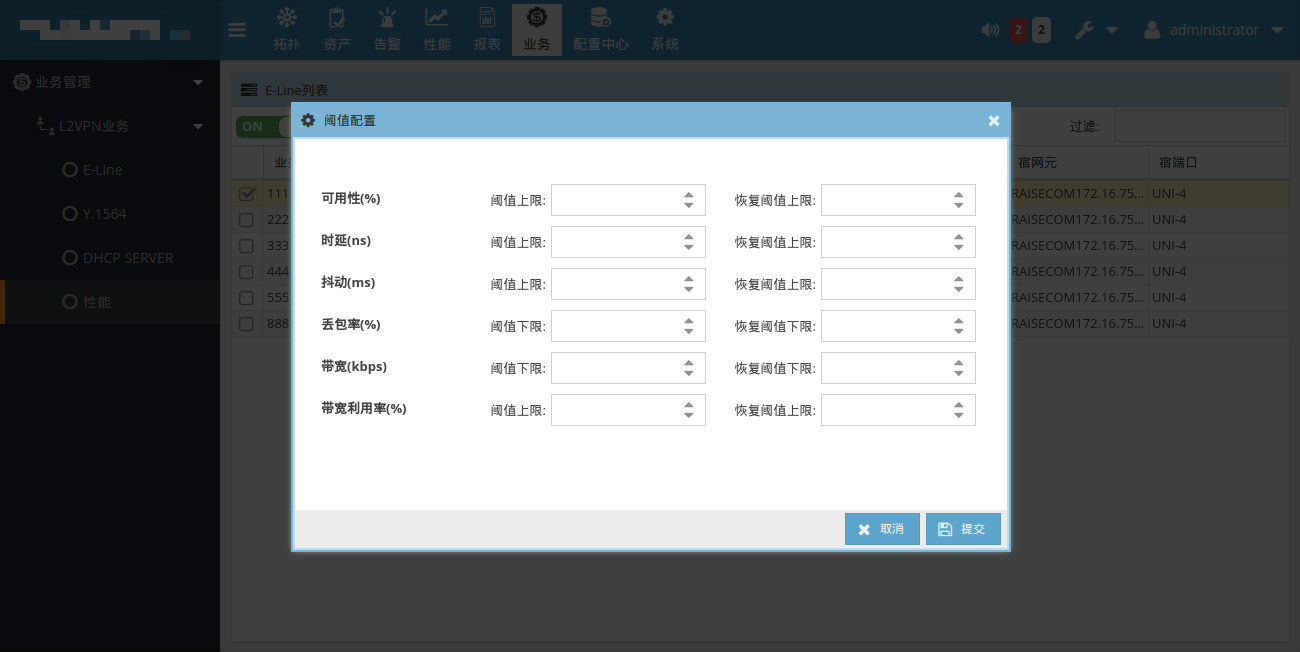 拓扑 资产 告警 性能 报表 业务 配置中心 系统 2 2 administrator
业务管理
L2VPN业务
E-Line
Y.1564
DHCP SERVER
性能
E-Line列表
ON 过滤:
业 宿网元 宿端口
111 RAISECOM172.16.75... UNI-4
222 RAISECOM172.16.75... UNI-4
333 RAISECOM172.16.75... UNI-4
444 RAISECOM172.16.75... UNI-4
555 RAISECOM172.16.75... UNI-4
888 RAISECOM172.16.75... UNI-4
阈值配置
可用性(%) 阈值上限: 恢复阈值上限:
时延(ns) 阈值上限: 恢复阈值上限:
抖动(ms) 阈值上限: 恢复阈值上限:
丢包率(%) 阈值下限: 恢复阈值下限:
带宽(kbps) 阈值下限: 恢复阈值下限:
带宽利用率(%) 阈值上限: 恢复阈值上限:
取消 提交